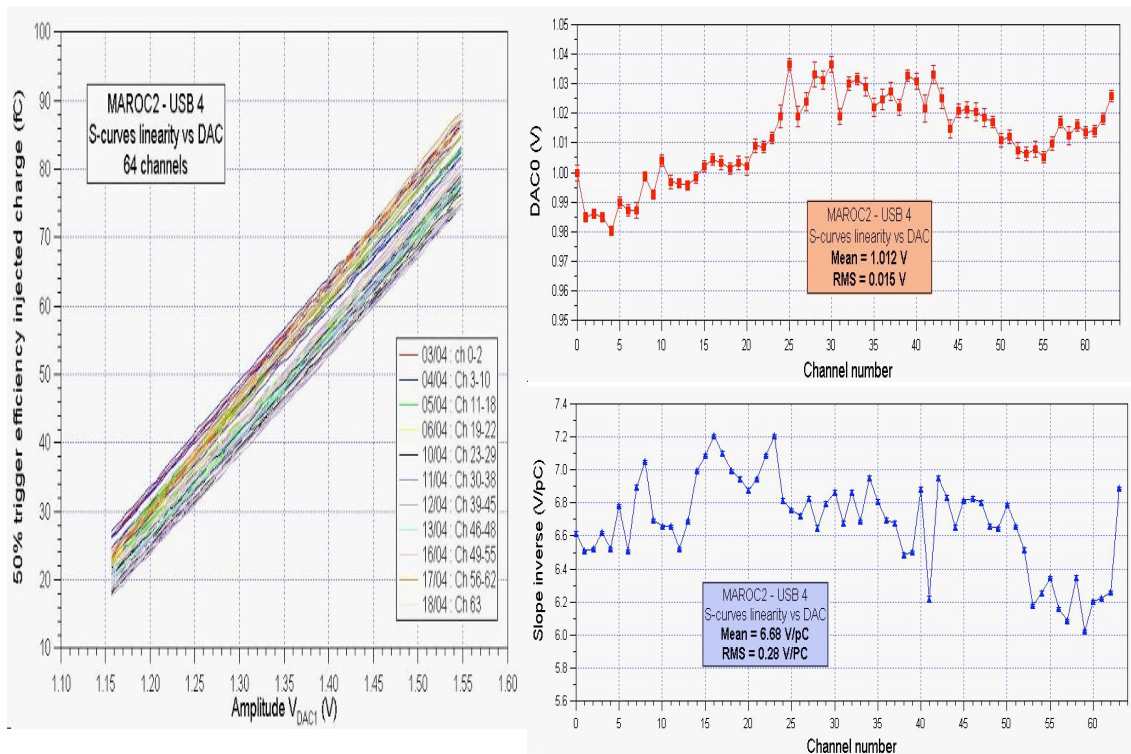 50% trigger efficiency injected charge (fC)
100
90
80
70
60
50
40
30
20
10
MAROC2 - USB 4
S-curves linearity vs DAC
64 channels
03/04 : ch 0-2
04/04 : Ch 3-10
05/04 : Ch 11-18
06/04 : Ch 19-22
10/04 : Ch 23-29
11/04 : Ch 30-38
12/04 : Ch 39-45
13/04 : Ch 46-48
16/04 : Ch 49-55
17/04 : Ch 56-62
18/04 : Ch 63
1.10 1.15 1.20 1.25 1.30 1.35 1.40 1.45 1.50 1.55 1.60
Amplitude VDAC1 (V)
DAC0 (V)
1.05
1.04
1.03
1.02
1.01
1.00
0.99
0.98
0.97
0.96
0.95
MAROC2 - USB 4
S-curves linearity vs DAC
Mean = 1.012 V
RMS = 0.015 V
0 5 10 15 20 25 30 35 40 45 50 55 60
Channel number
Slope inverse (V/pC)
7.4
7.2
7.0
6.8
6.6
6.4
6.2
6.0
5.8
5.6
MAROC2 - USB 4
S-curves linearity vs DAC
Mean = 6.68 V/pC
RMS = 0.28 V/PC
0 5 10 15 20 25 30 35 40 45 50 55 60
Channel number